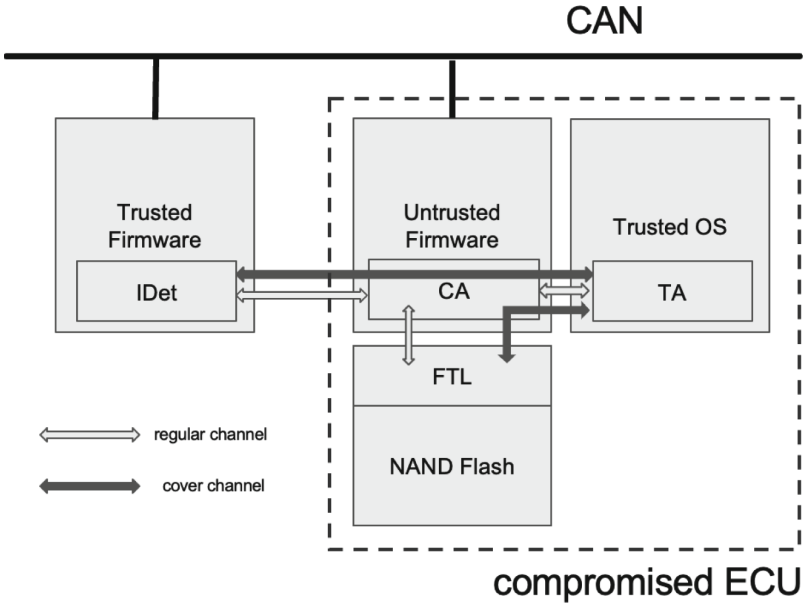 CAN
Trusted
Firmware
IDet
Untrusted
Firmware
CA
Trusted OS
TA
FTL
NAND Flash
regular channel
cover channel
compromised ECU